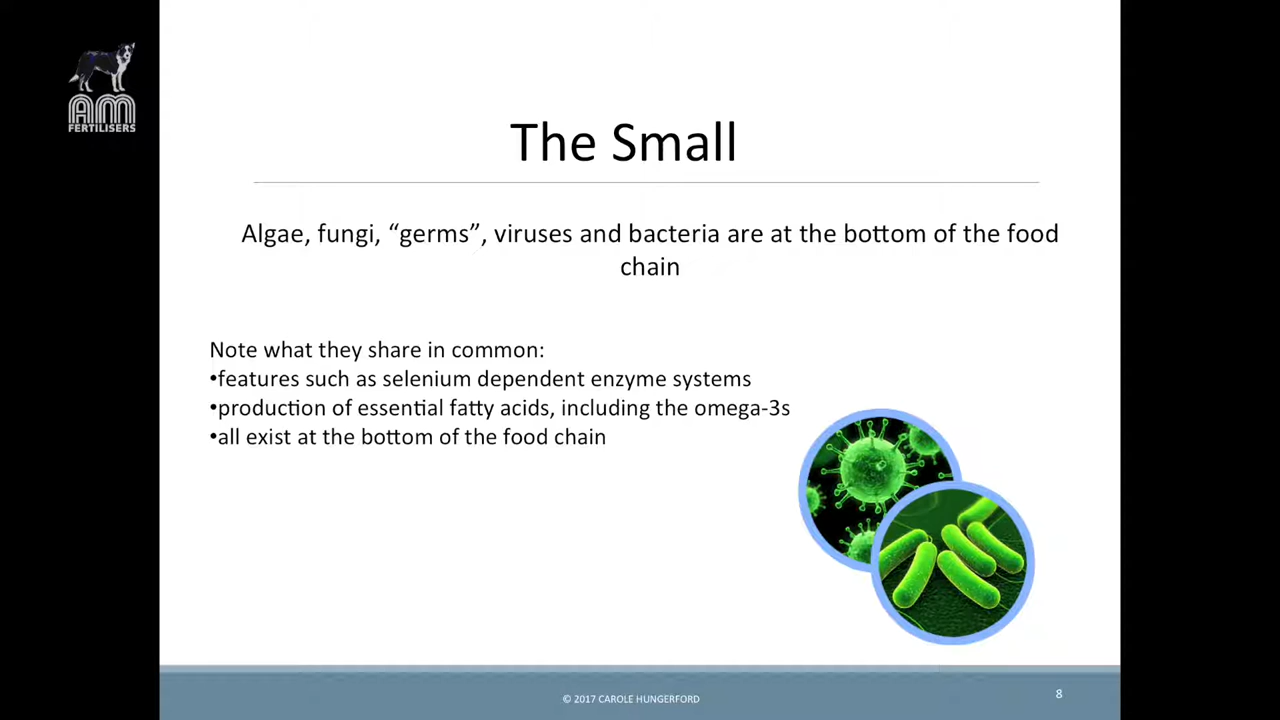 AM
FERTILISERS
The Small
Algae, fungi, “germs”, viruses and bacteria are at the bottom of the food
chain
Note what they share in common:
•features such as selenium dependent enzyme systems
•production of essential fatty acids, including the omega-3s
•all exist at the bottom of the food chain
© 2017 CAROLE HUNGERFORD
8